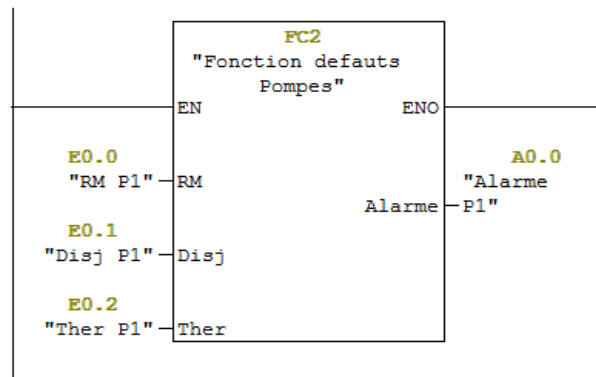 FC2
"Fonction defauts
Pompes"
EN ENO
E0.0
"RM P1" RM
A0.0
"Alarme
P1"
Alarme
E0.1
"Disj P1" Disj
E0.2
"Ther P1" Ther